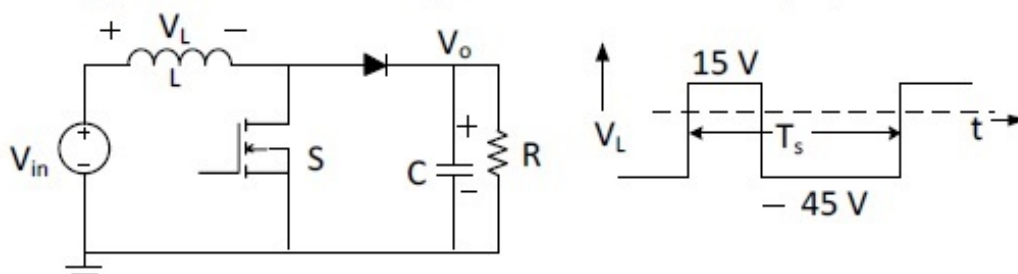 + V_L −
L
V_o
V_in
+
−
S
C
+
−
R
15 V
V_L
T_s
t
− 45 V